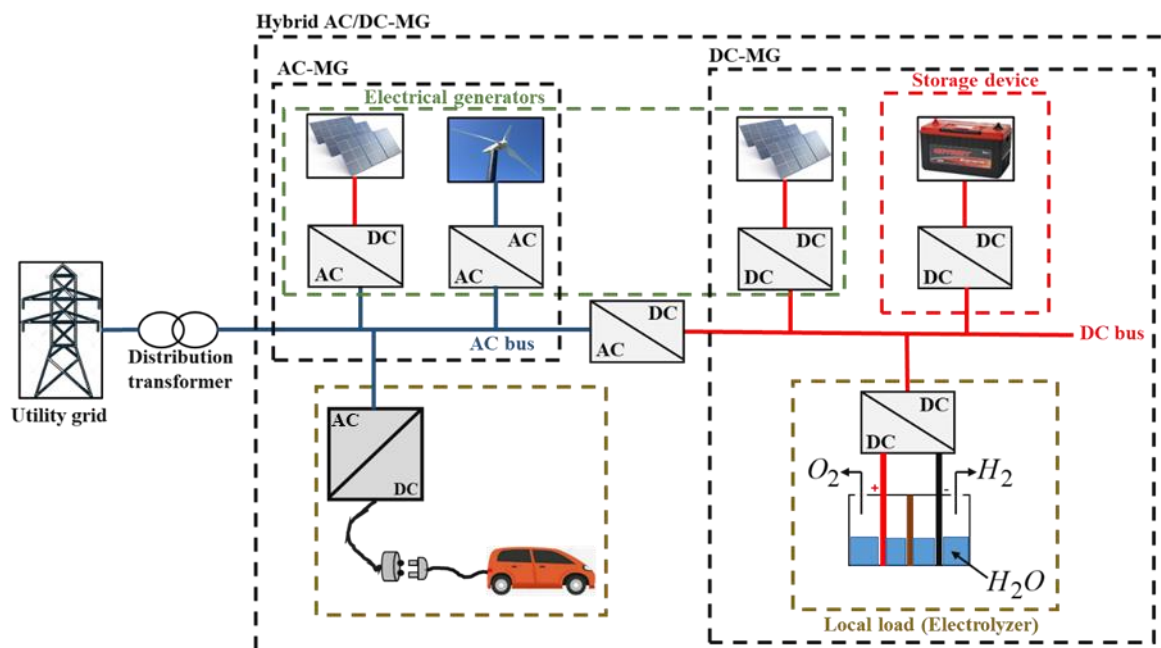 Hybrid AC/DC-MG
AC-MG
DC-MG
Electrical generators
Storage device
DC
AC
AC
AC
DC
DC
DC
DC
DC
AC
AC bus
DC bus
Distribution
transformer
Utility grid
AC
DC
DC
DC
O2
H2
+
-
H2O
Local load (Electrolyzer)